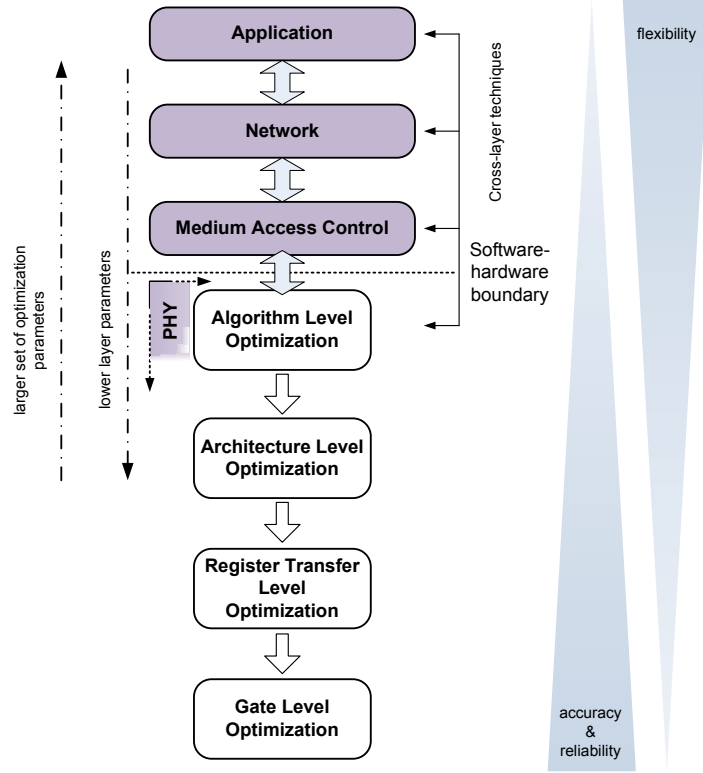 Application
flexibility
Network
Cross-layer techniques
Medium Access Control
Software-
hardware
boundary
PHY
Algorithm Level
Optimization
larger set of optimization
parameters
lower layer parameters
Architecture Level
Optimization
Register Transfer
Level
Optimization
Gate Level
Optimization
accuracy
&
reliability